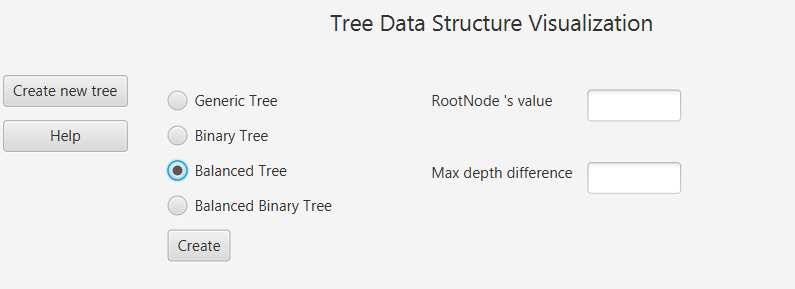 Tree Data Structure Visualization
Create new tree
Help
Generic Tree
Binary Tree
Balanced Tree
Balanced Binary Tree
Create
RootNode 's value
Max depth difference